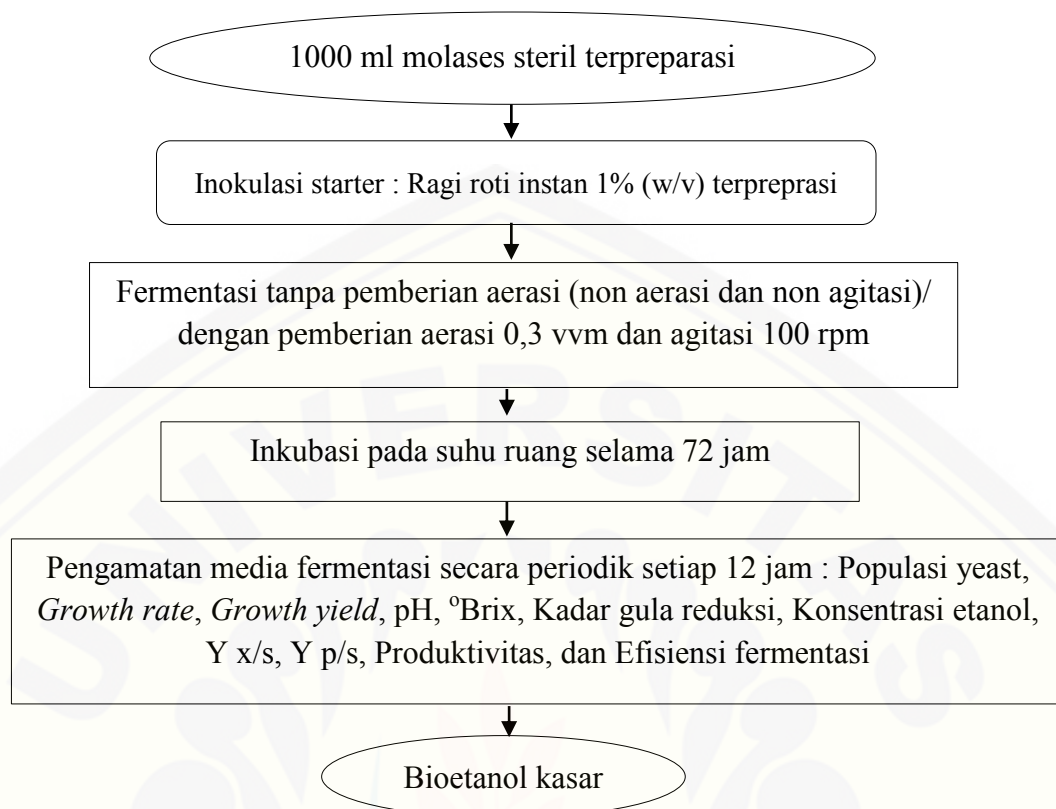 1000 ml molases steril terpreparasi
Inokulasi starter : Ragi roti instan 1% (w/v) terpreprasi
Fermentasi tanpa pemberian aerasi (non aerasi dan non agitasi)/
dengan pemberian aerasi 0,3 vvm dan agitasi 100 rpm
Inkubasi pada suhu ruang selama 72 jam
Pengamatan media fermentasi secara periodik setiap 12 jam : Populasi yeast,
Growth rate, Growth yield, pH, ᵒBrix, Kadar gula reduksi, Konsentrasi etanol,
Y x/s, Y p/s, Produktivitas, dan Efisiensi fermentasi
Bioetanol kasar
UNIVERSITAS